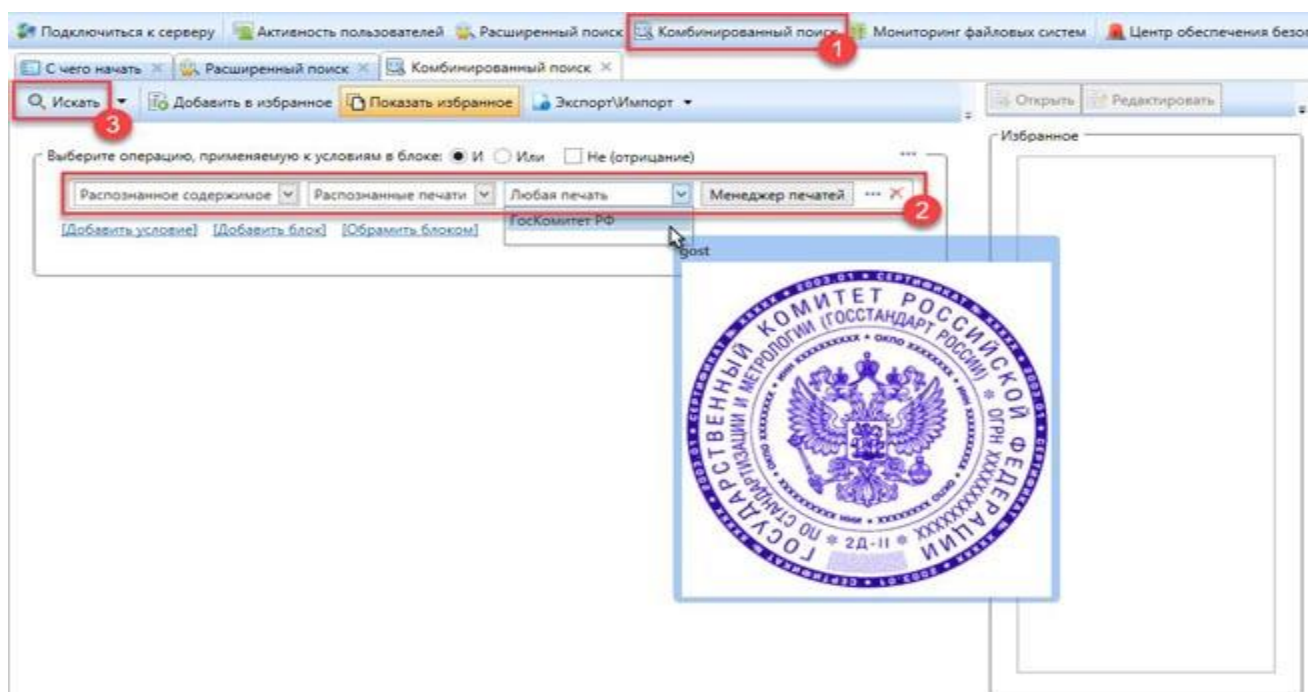 Подключиться к серверу Активность пользователей Расширенный поиск Комбинированный поиск Мониторинг файловых систем Центр обеспечения безо
1
С чего начать Расширенный поиск Комбинированный поиск
Искать Добавить в избранное Показать избранное Экспорт\Импорт Открыть Редактировать
3
Избранное
Выберите операцию, применяемую к условиям в блоке: И Или Не (отрицание) ...
Распознанное содержимое Распознанные печати Любая печать Менеджер печатей ...
2
ГосКомитет РФ
[Добавить условие] [Добавить блок] [Обрамить блоком]
gost
ГОСУДАРСТВЕННЫЙ КОМИТЕТ РОССИЙСКОЙ ФЕДЕРАЦИИ
ПО СТАНДАРТИЗАЦИИ И МЕТРОЛОГИИ (ГОССТАНДАРТ РОССИИ) * ОГРН XXXXXXXXXXXXX
* 2Д-II *